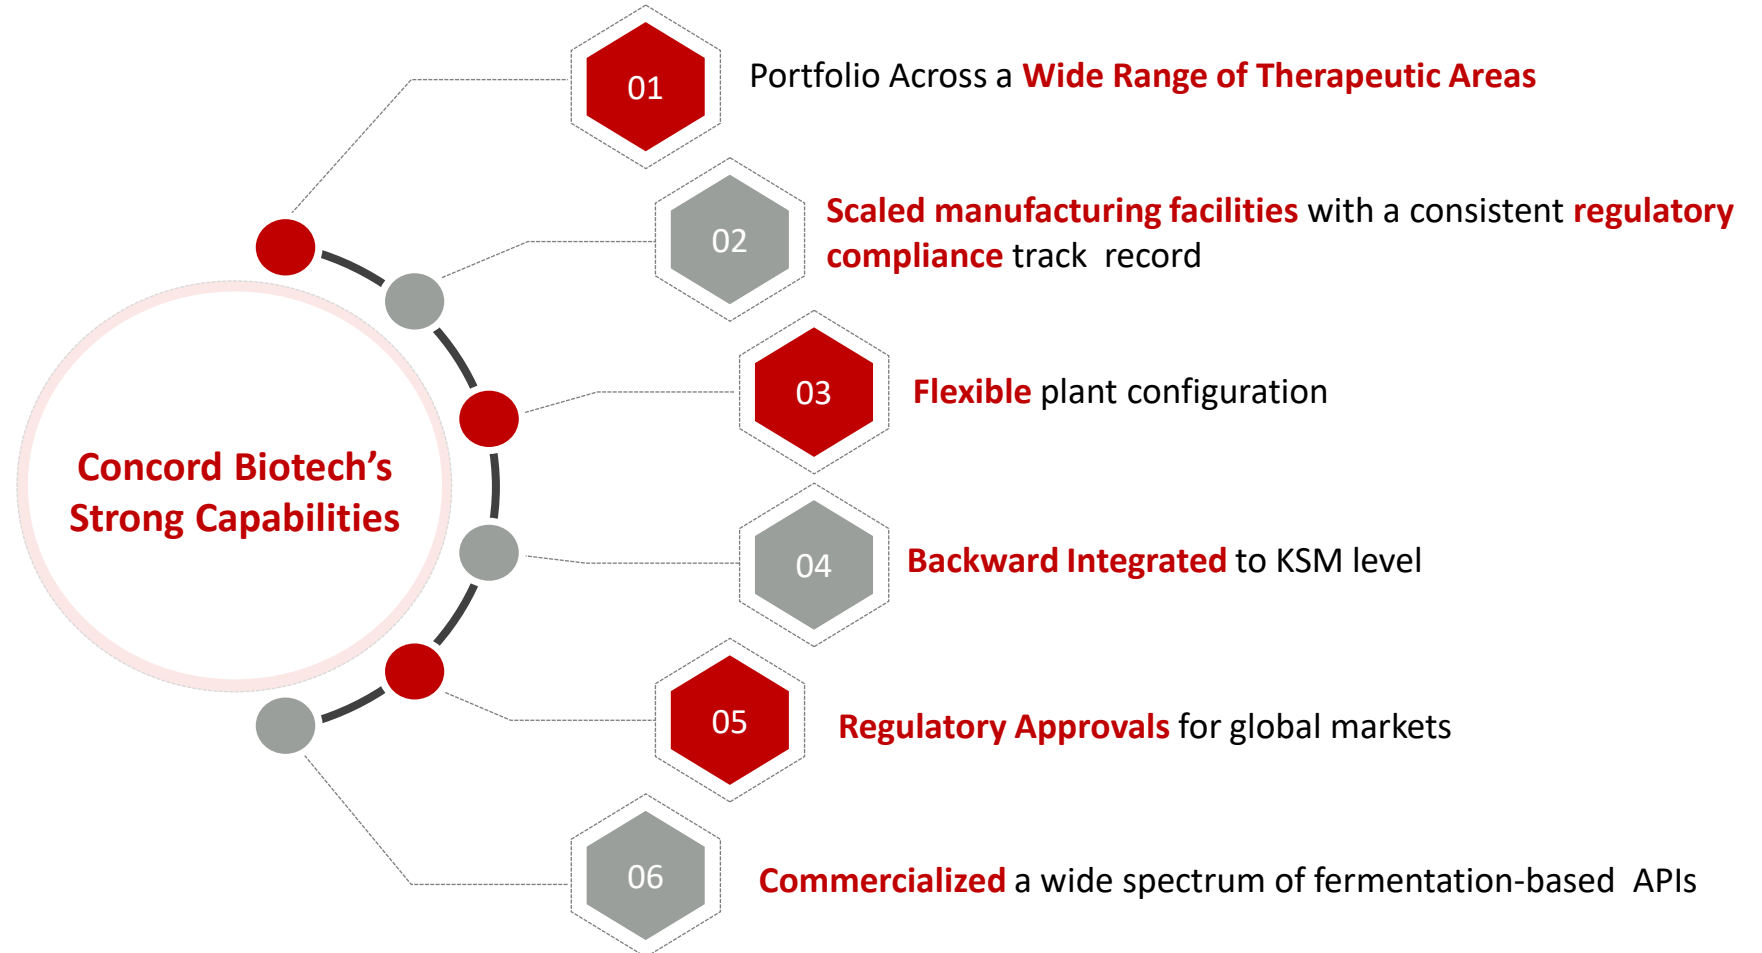 Concord Biotech’s
Strong Capabilities
01
Portfolio Across a Wide Range of Therapeutic Areas
02
Scaled manufacturing facilities with a consistent regulatory
compliance track  record
03
Flexible plant configuration
04
Backward Integrated to KSM level
05
Regulatory Approvals for global markets
06
Commercialized a wide spectrum of fermentation-based  APIs